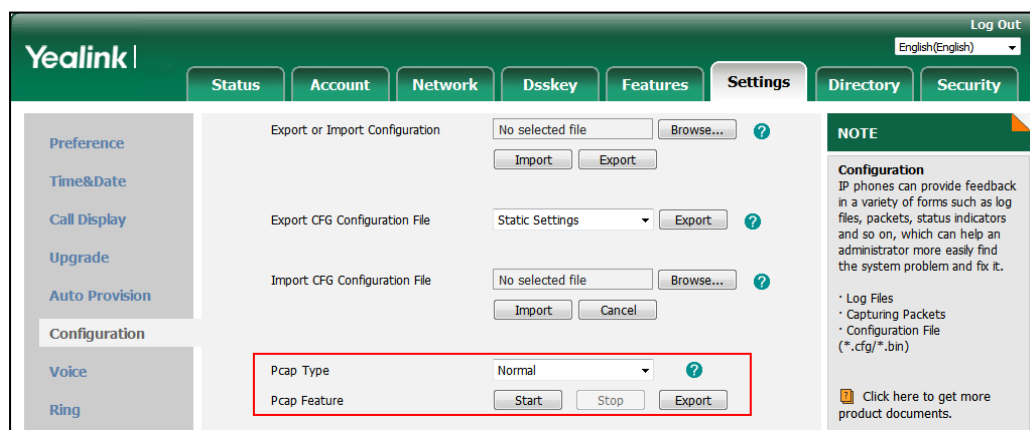 Log Out
Yealink
English(English)
Status Account Network Dsskey Features Settings Directory Security
Preference
Time&Date
Call Display
Upgrade
Auto Provision
Configuration
Voice
Ring
Export or Import Configuration No selected file Browse... ?
Import Export
Export CFG Configuration File Static Settings Export ?
Import CFG Configuration File No selected file Browse... ?
Import Cancel
Pcap Type Normal ?
Pcap Feature Start Stop Export
NOTE
Configuration
IP phones can provide feedback
in a variety of forms such as log
files, packets, status indicators
and so on, which can help an
administrator more easily find
the system problem and fix it.
· Log Files
· Capturing Packets
· Configuration File
(*.cfg/*.bin)
? Click here to get more
product documents.